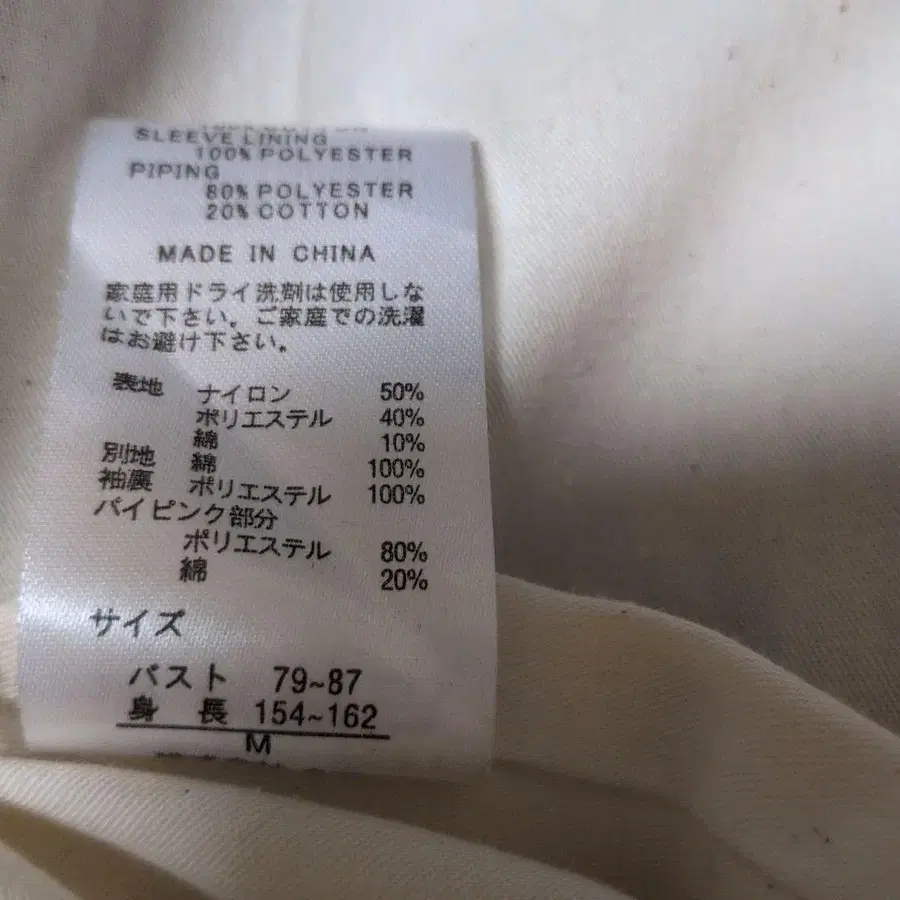 SLEEVE LINING
100% POLYESTER
PIPING
80% POLYESTER
20% COTTON
MADE IN CHINA
家庭用ドライ洗剤は使用しな
いで下さい。ご家庭での洗濯
はお避け下さい。
表地 ナイロン 50%
ポリエステル 40%
綿 10%
別地 綿 100%
袖裏 ポリエステル 100%
パイピング部分
ポリエステル 80%
綿 20%
サイズ
バスト 79~87
身長 154~162
M